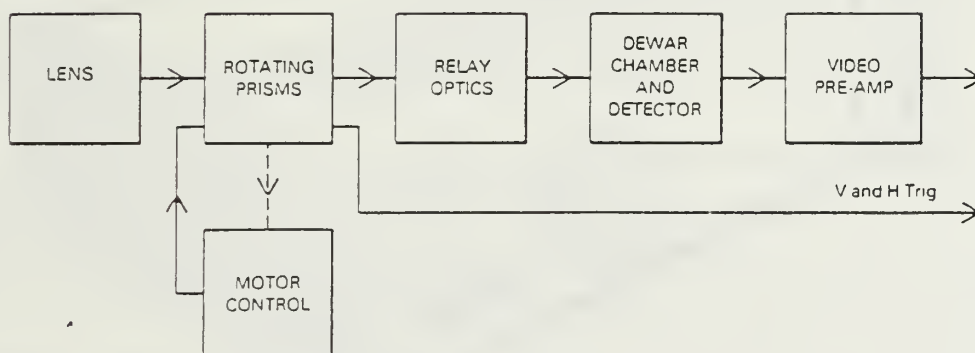 LENS
ROTATING
PRISMS
RELAY
OPTICS
DEWAR
CHAMBER
AND
DETECTOR
VIDEO
PRE-AMP
V and H Trig
MOTOR
CONTROL